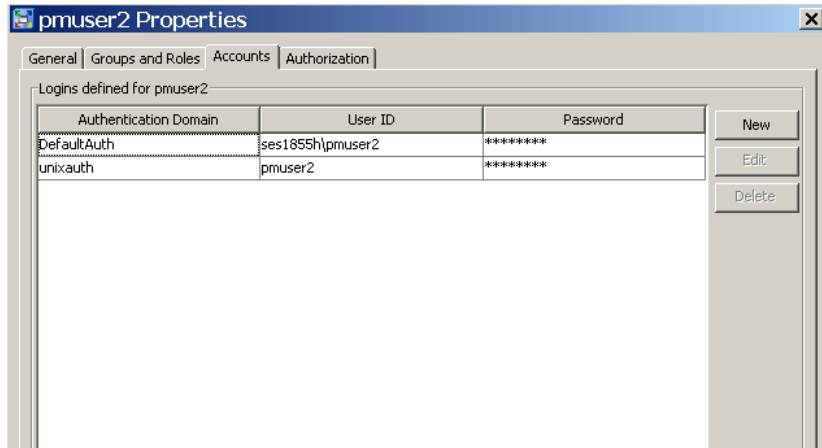 pmuser2 Properties
General Groups and Roles Accounts Authorization
Logins defined for pmuser2
Authentication Domain User ID Password
New
DefaultAuth ses1855h\pmuser2 ********
Edit
unixauth pmuser2 ********
Delete